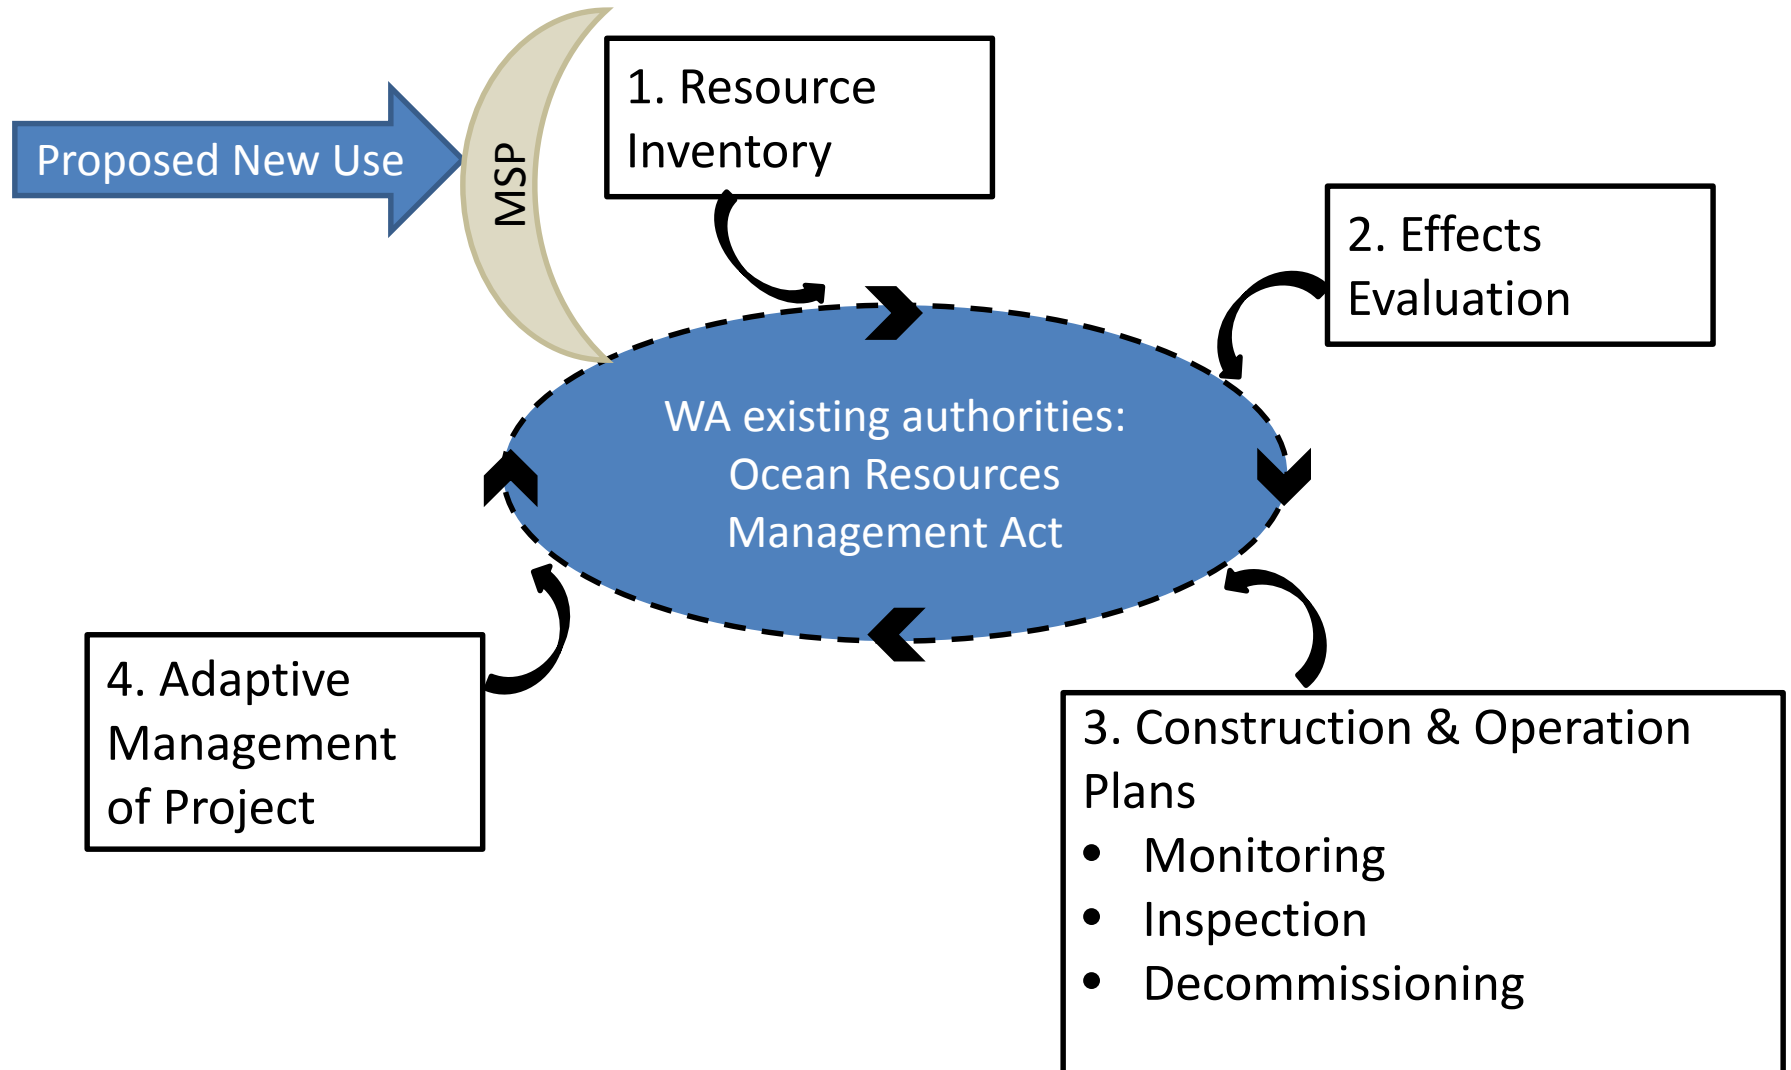 Proposed New Use
MSP
1. Resource
Inventory
2. Effects
Evaluation
WA existing authorities:
Ocean Resources
Management Act
3. Construction & Operation
Plans
• Monitoring
• Inspection
• Decommissioning
4. Adaptive
Management
of Project